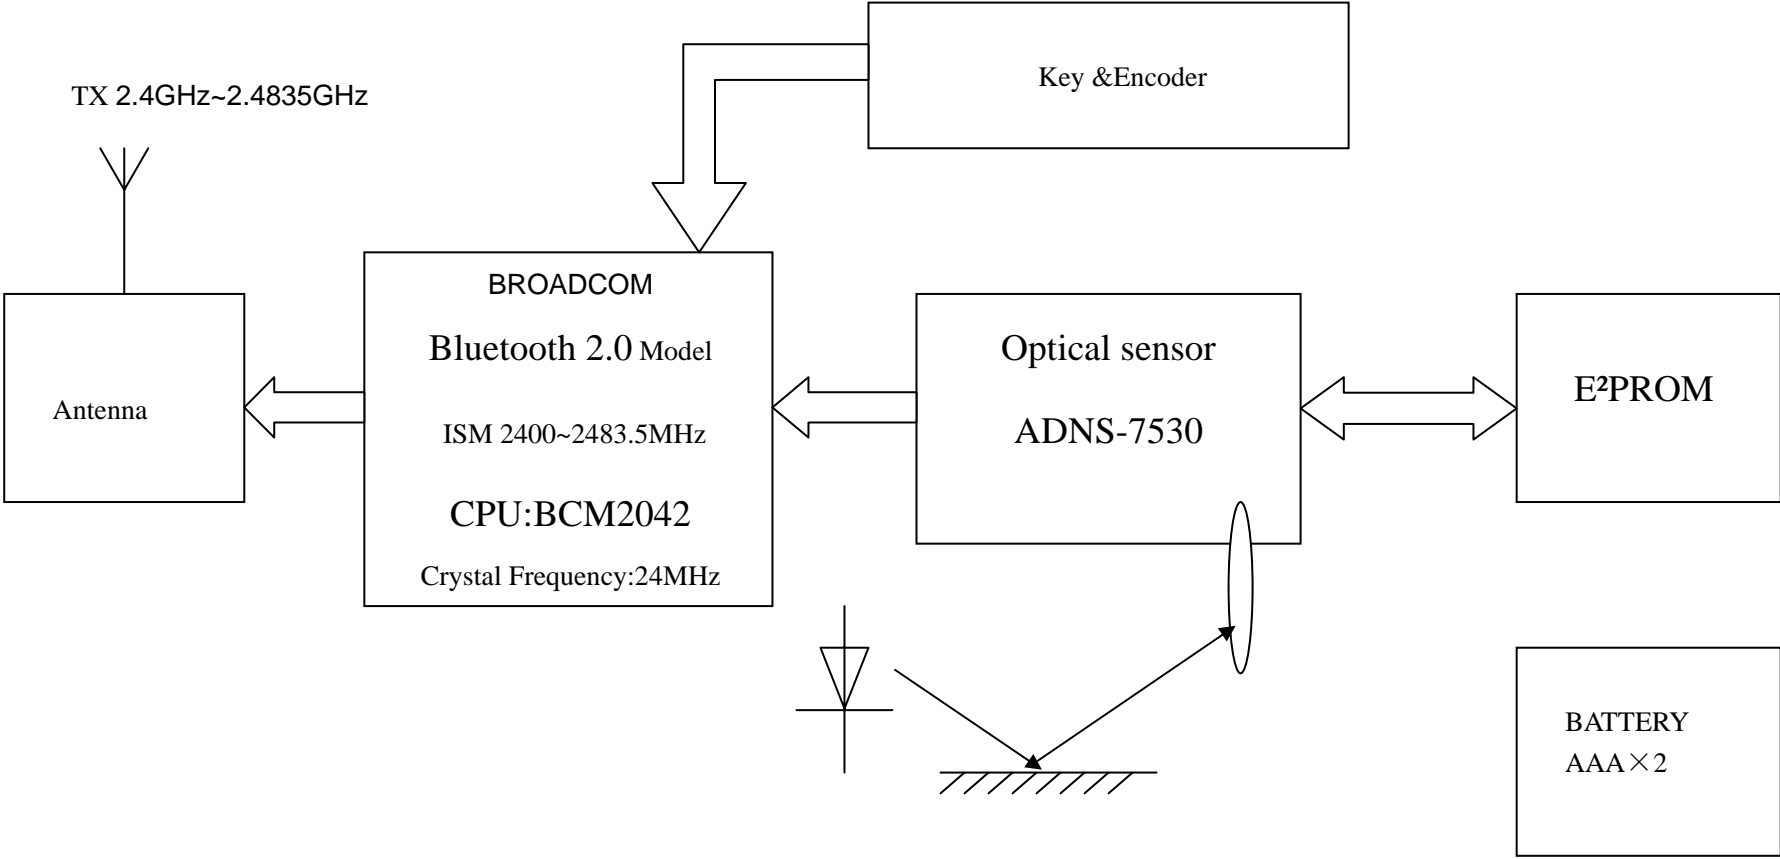 Key &Encoder
TX 2.4GHz~2.4835GHz
BROADCOM
Bluetooth 2.0 Model
ISM 2400~2483.5MHz
CPU:BCM2042
Crystal Frequency:24MHz
Antenna
Optical sensor
ADNS-7530
E²PROM
BATTERY
AAA×2